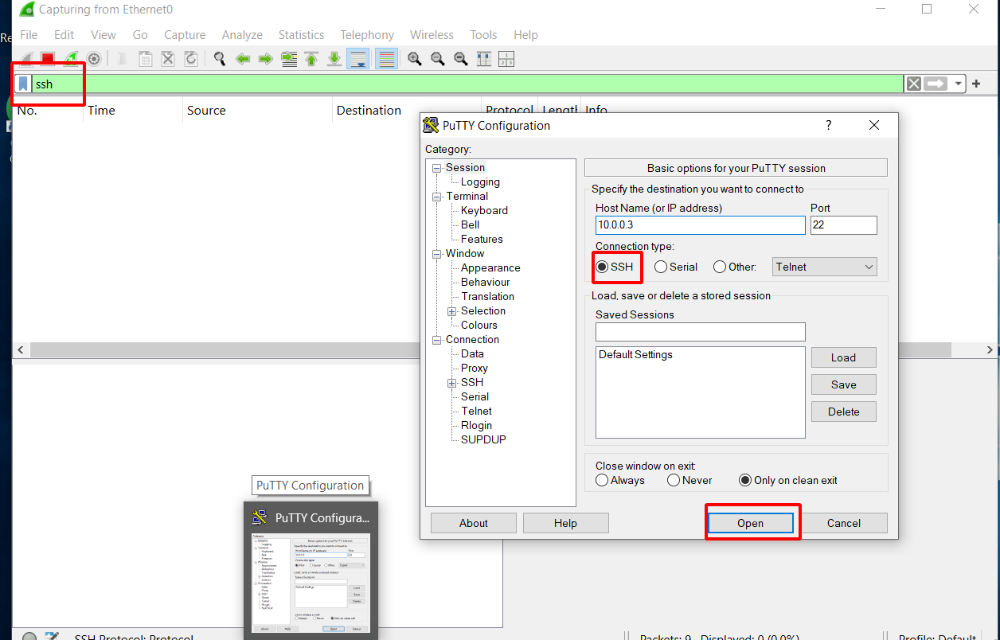 Capturing from Ethernet0
Re
File Edit View Go Capture Analyze Statistics Telephony Wireless Tools Help
ssh
No. Time Source Destination Protocol Length Info
PuTTY Configuration ?
Category:
Session
Logging
Terminal
Keyboard
Bell
Features
Window
Appearance
Behaviour
Translation
Selection
Colours
Connection
Data
Proxy
SSH
Serial
Telnet
Rlogin
SUPDUP
Basic options for your PuTTY session
Specify the destination you want to connect to
Host Name (or IP address) Port
10.0.0.3 22
Connection type:
SSH Serial Other: Telnet
Load, save or delete a stored session
Saved Sessions
Default Settings
Load
Save
Delete
Close window on exit:
Always Never Only on clean exit
About Help Open Cancel
PuTTY Configuration
PuTTY Configura...
SSH Protocol: Protocol Packets: 9 · Displayed: 0 (0.0%) Profile: Default